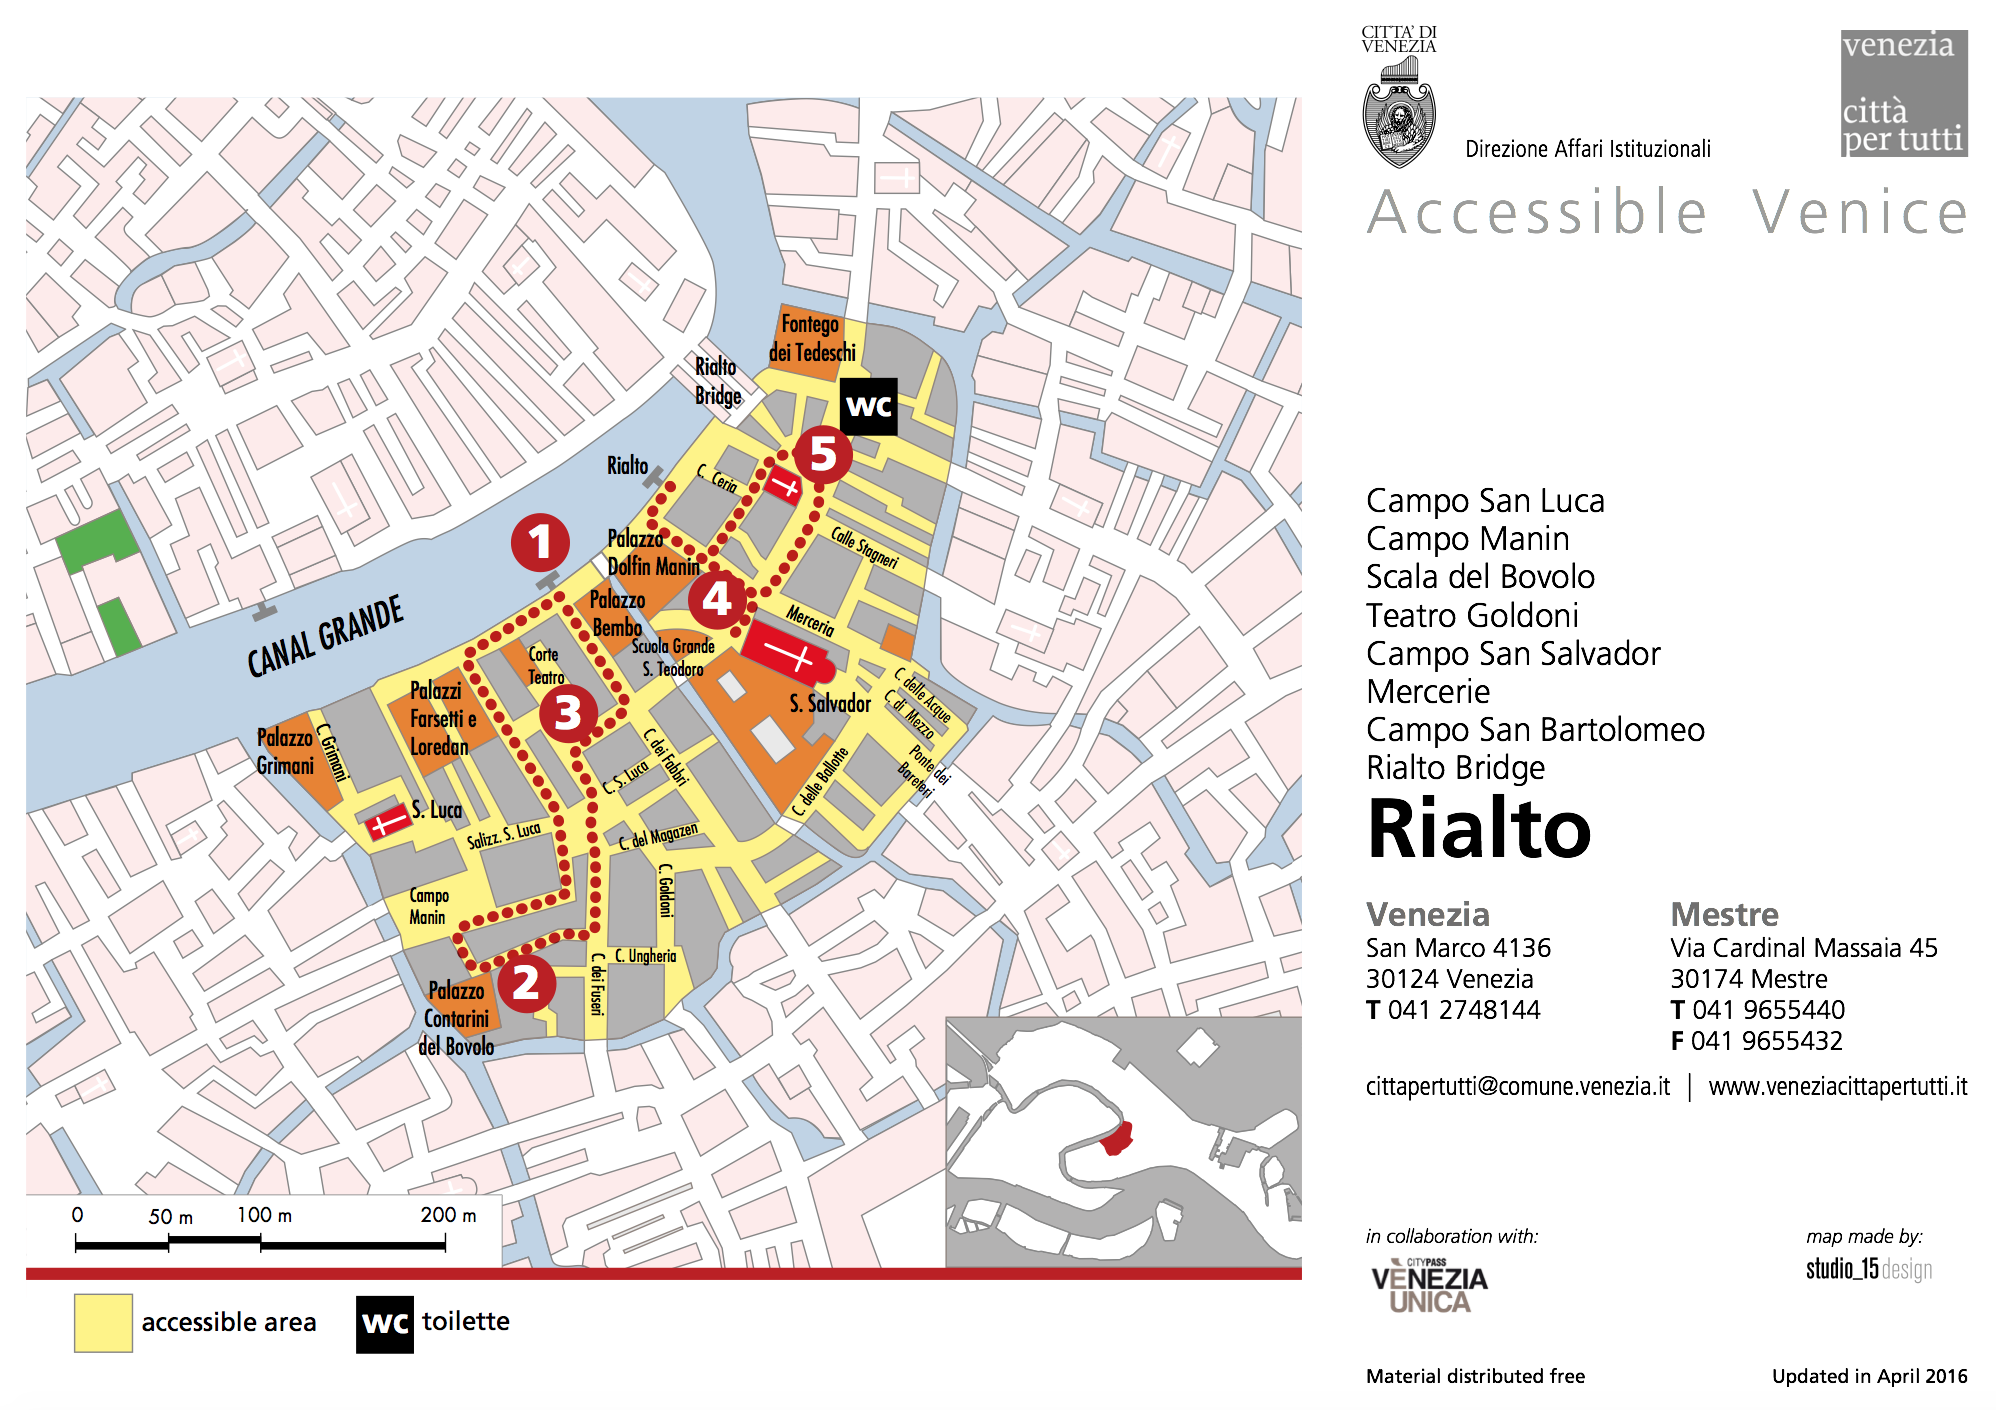 CITTA' DI
VENEZIA
Direzione Affari Istituzionali
venezia
città
per tutti
Accessible Venice
Campo San Luca
Campo Manin
Scala del Bovolo
Teatro Goldoni
Campo San Salvador
Mercerie
Campo San Bartolomeo
Rialto Bridge
Rialto
Venezia
San Marco 4136
30124 Venezia
T 041 2748144
Mestre
Via Cardinal Massaia 45
30174 Mestre
T 041 9655440
F 041 9655432
cittapertutti@comune.venezia.it | www.veneziacittapertutti.it
in collaboration with:
CITYPASS
VENEZIA
UNICA
map made by:
studio_15design
Material distributed free
Updated in April 2016
Fontego
dei Tedeschi
Rialto
Bridge
wc
5
Rialto
C. Ceria
1
Palazzo
Dolfin Manin
Calle Stagneri
4
Palazzo
Bembo
Merceria
CANAL GRANDE
Scuola Grande
S. Teodoro
Corte
Teatro
C. delle Acque
C. di Mezzo
Palazzi
Farsetti e
Loredan
3
S. Salvador
Palazzo
Grimani
C. Grimani
C. dei Fabbri
C. S. Luca
Ponte dei
Bareteri
C. delle Ballotte
S. Luca
Salizz. S. Luca
C. del Magazen
C. Goldoni
Campo
Manin
C. Ungheria
C. dei Fuseri
2
Palazzo
Contarini
del Bovolo
0
50 m
100 m
200 m
accessible area
wc
toilette